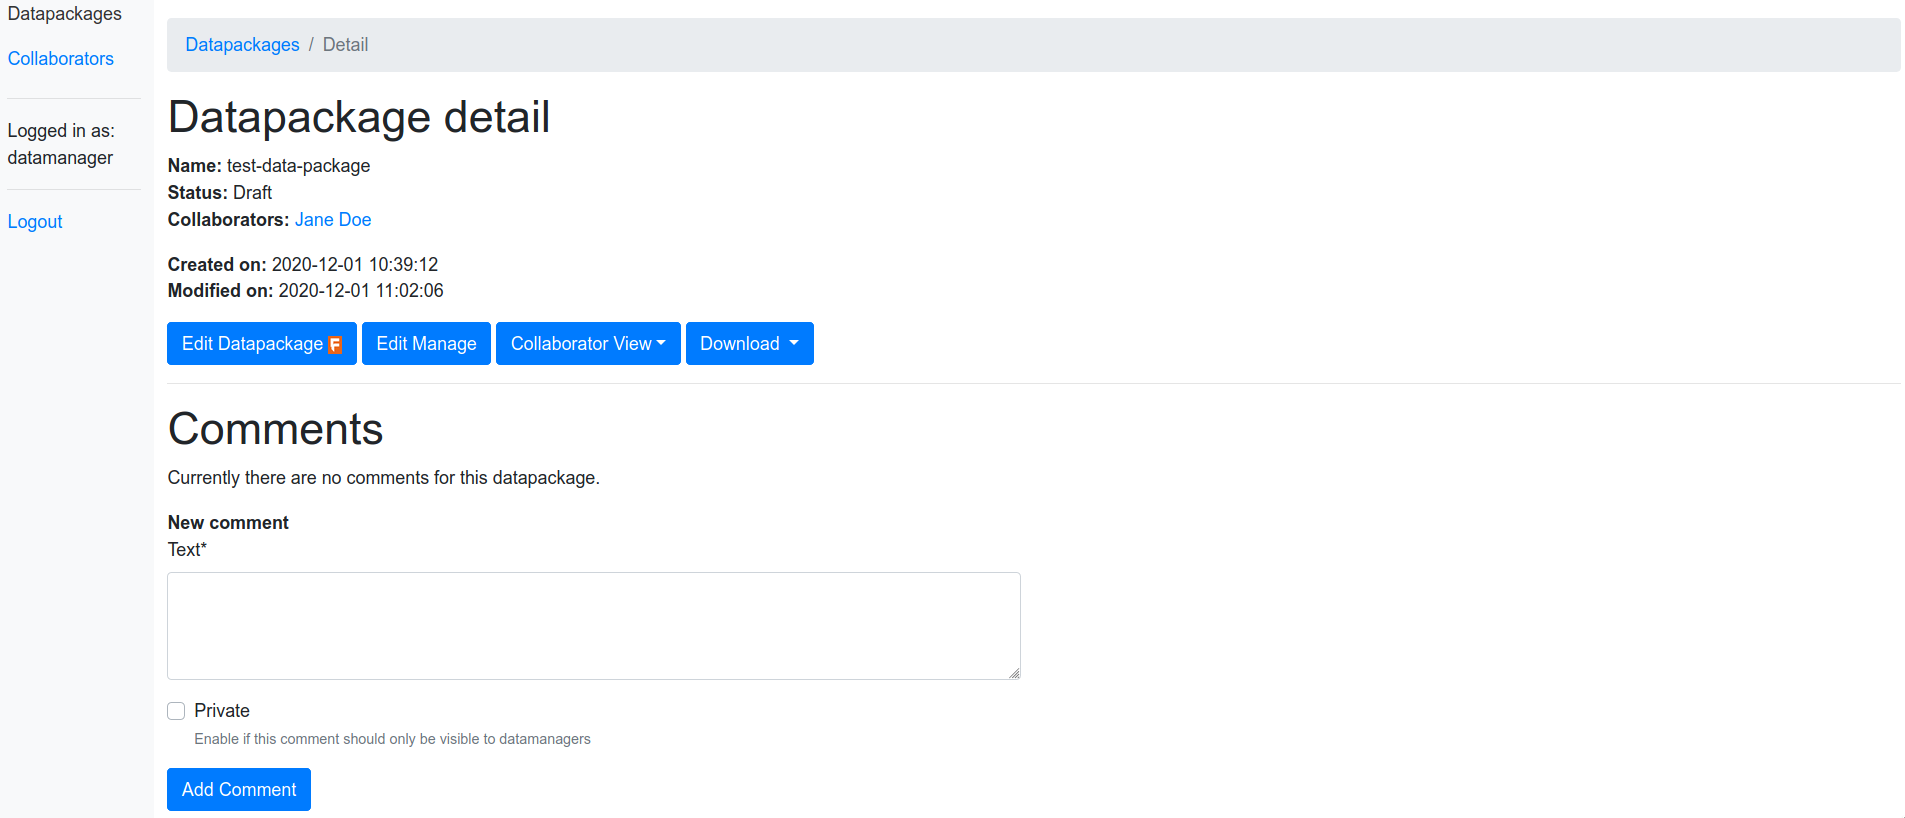 Datapackages
Collaborators
Logged in as:
datamanager
Logout
Datapackages / Detail
Datapackage detail
Name: test-data-package
Status: Draft
Collaborators: Jane Doe
Created on: 2020-12-01 10:39:12
Modified on: 2020-12-01 11:02:06
Edit Datapackage F Edit Manage Collaborator View Download
Comments
Currently there are no comments for this datapackage.
New comment
Text*
Private
Enable if this comment should only be visible to datamanagers
Add Comment